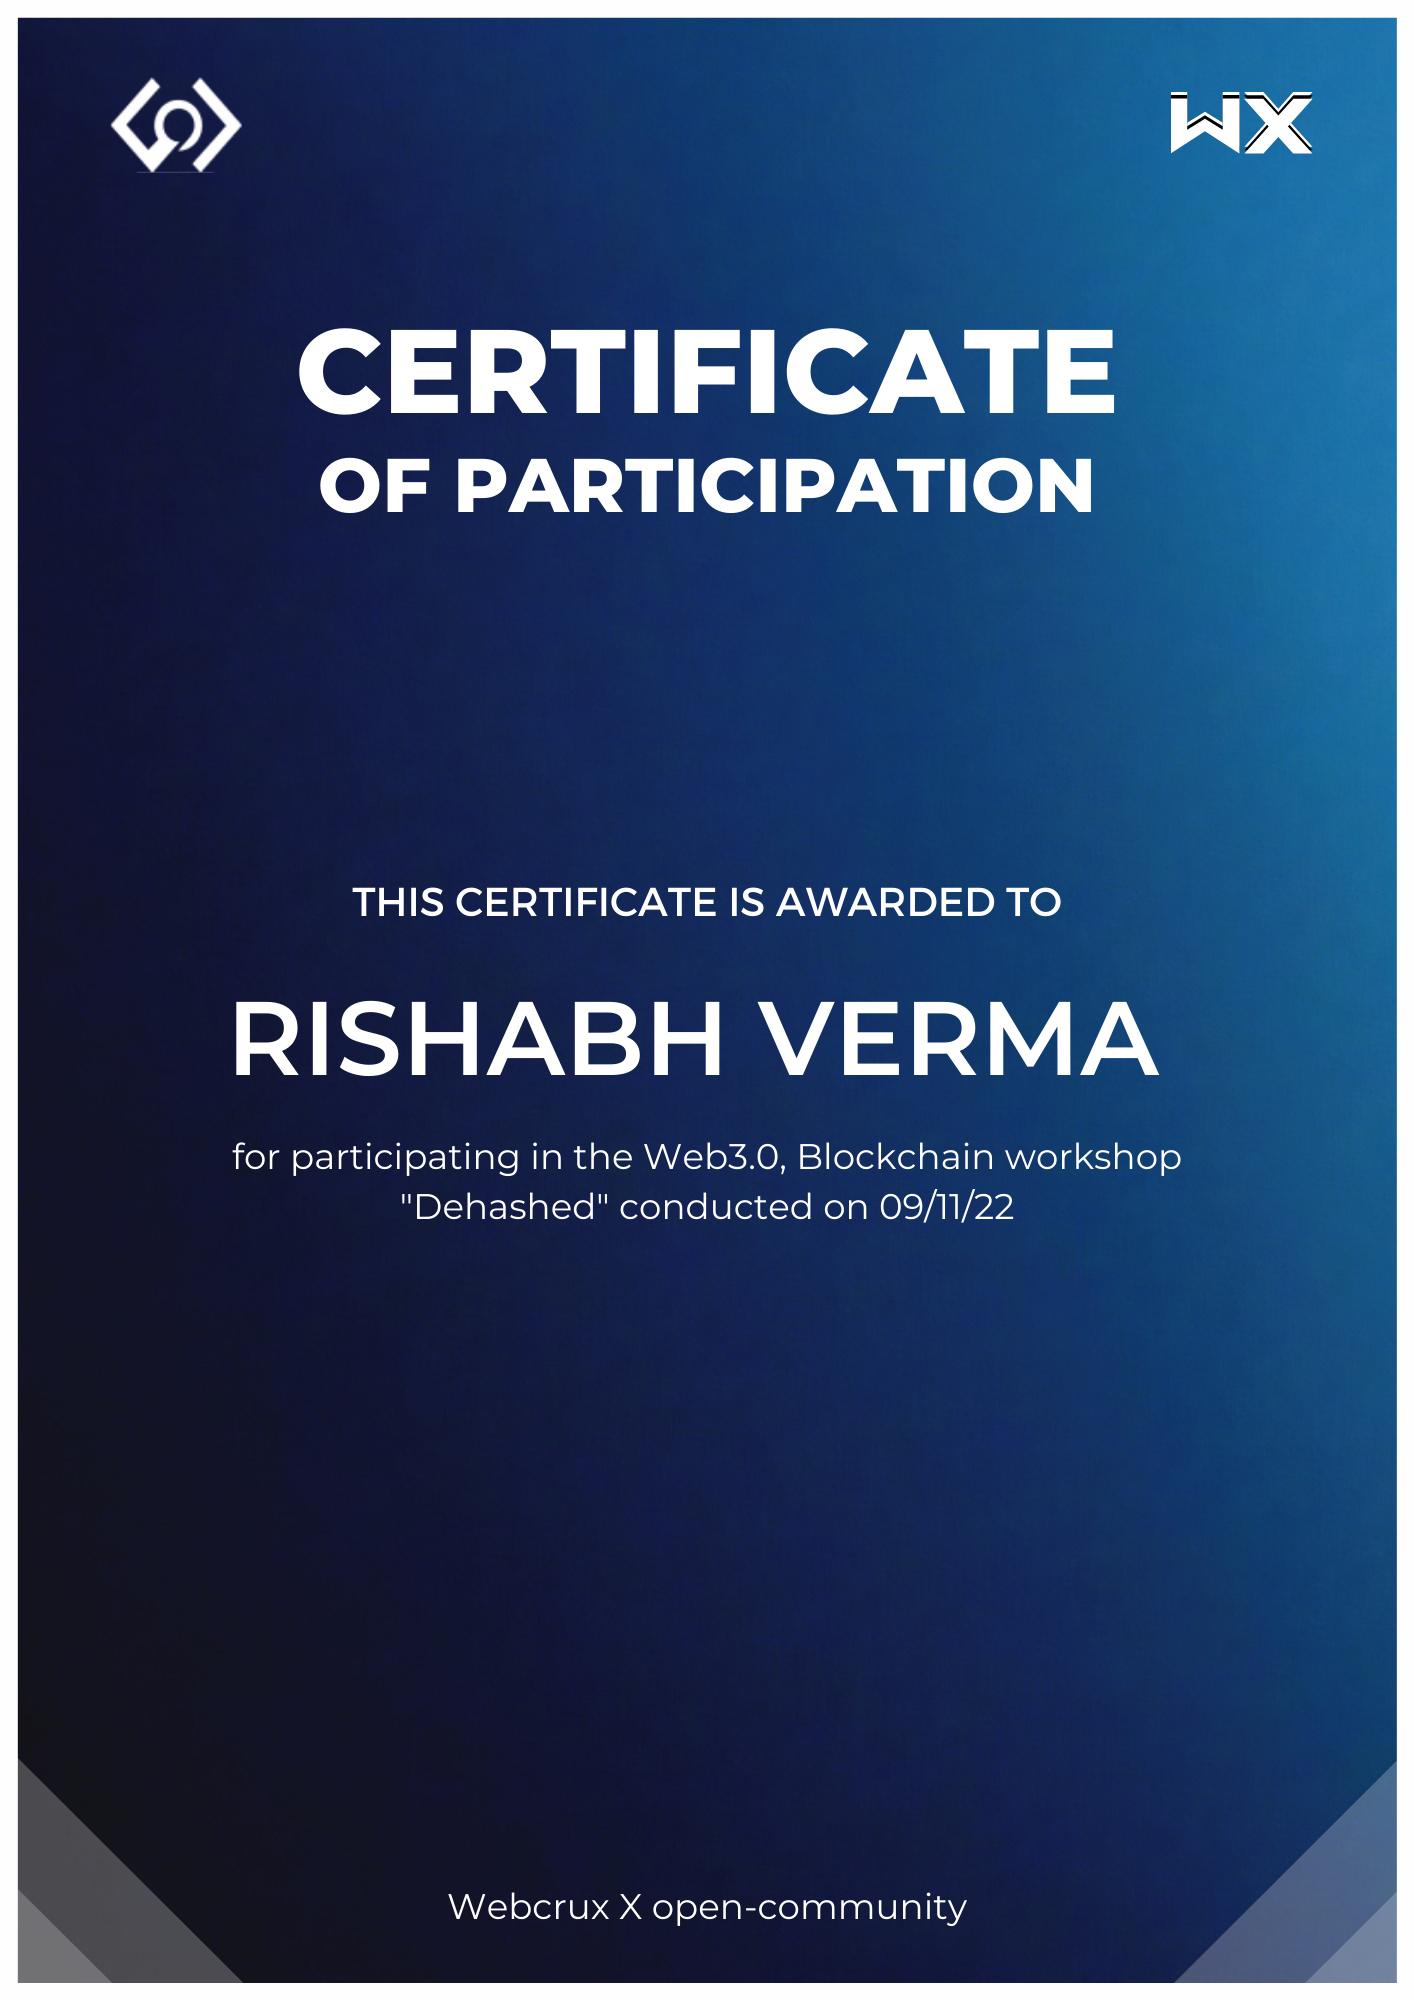 WX
CERTIFICATE
OF PARTICIPATION
THIS CERTIFICATE IS AWARDED TO
RISHABH VERMA
for participating in the Web3.0, Blockchain workshop
"Dehashed" conducted on 09/11/22
Webcrux X open-community